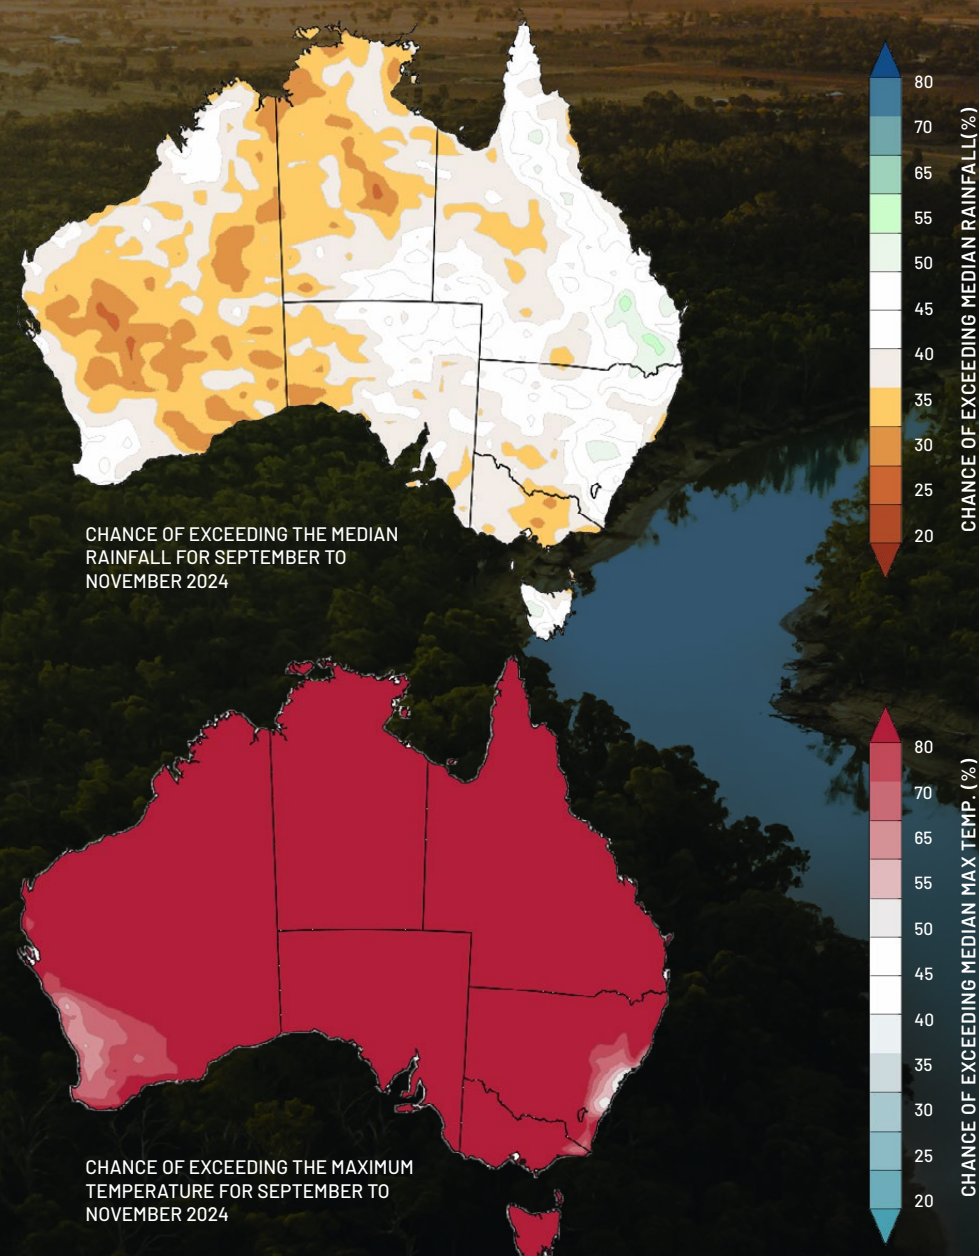 80
70
65
55
50
45
40
35
30
25
20
CHANCE OF EXCEEDING MEDIAN RAINFALL(%)
CHANCE OF EXCEEDING THE MEDIAN
RAINFALL FOR SEPTEMBER TO
NOVEMBER 2024
80
70
65
55
50
45
40
35
30
25
20
CHANCE OF EXCEEDING MEDIAN MAX TEMP. (%)
CHANCE OF EXCEEDING THE MAXIMUM
TEMPERATURE FOR SEPTEMBER TO
NOVEMBER 2024